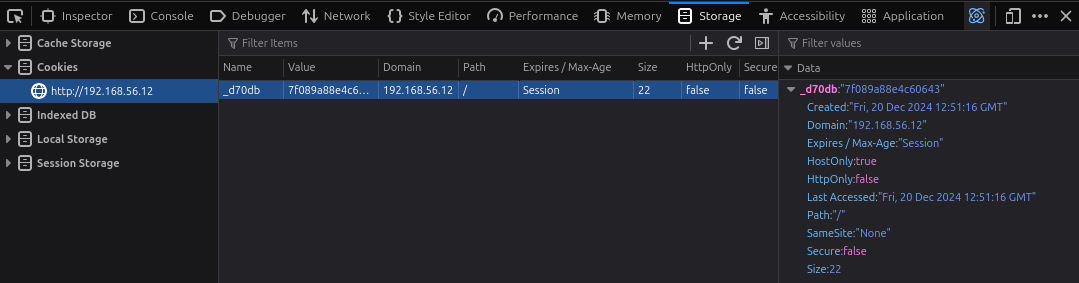 Inspector Console Debugger Network Style Editor Performance Memory Storage Accessibility Application
Cache Storage
Cookies
http://192.168.56.12
Indexed DB
Local Storage
Session Storage
Filter Items
Name Value Domain Path Expires / Max-Age Size HttpOnly Secure
_d70db 7f089a88e4c6… 192.168.56.12 / Session 22 false false
Filter values
Data
_d70db:"7f089a88e4c60643"
Created:"Fri, 20 Dec 2024 12:51:16 GMT"
Domain:"192.168.56.12"
Expires / Max-Age:"Session"
HostOnly:true
HttpOnly:false
Last Accessed:"Fri, 20 Dec 2024 12:51:16 GMT"
Path:"/"
SameSite:"None"
Secure:false
Size:22